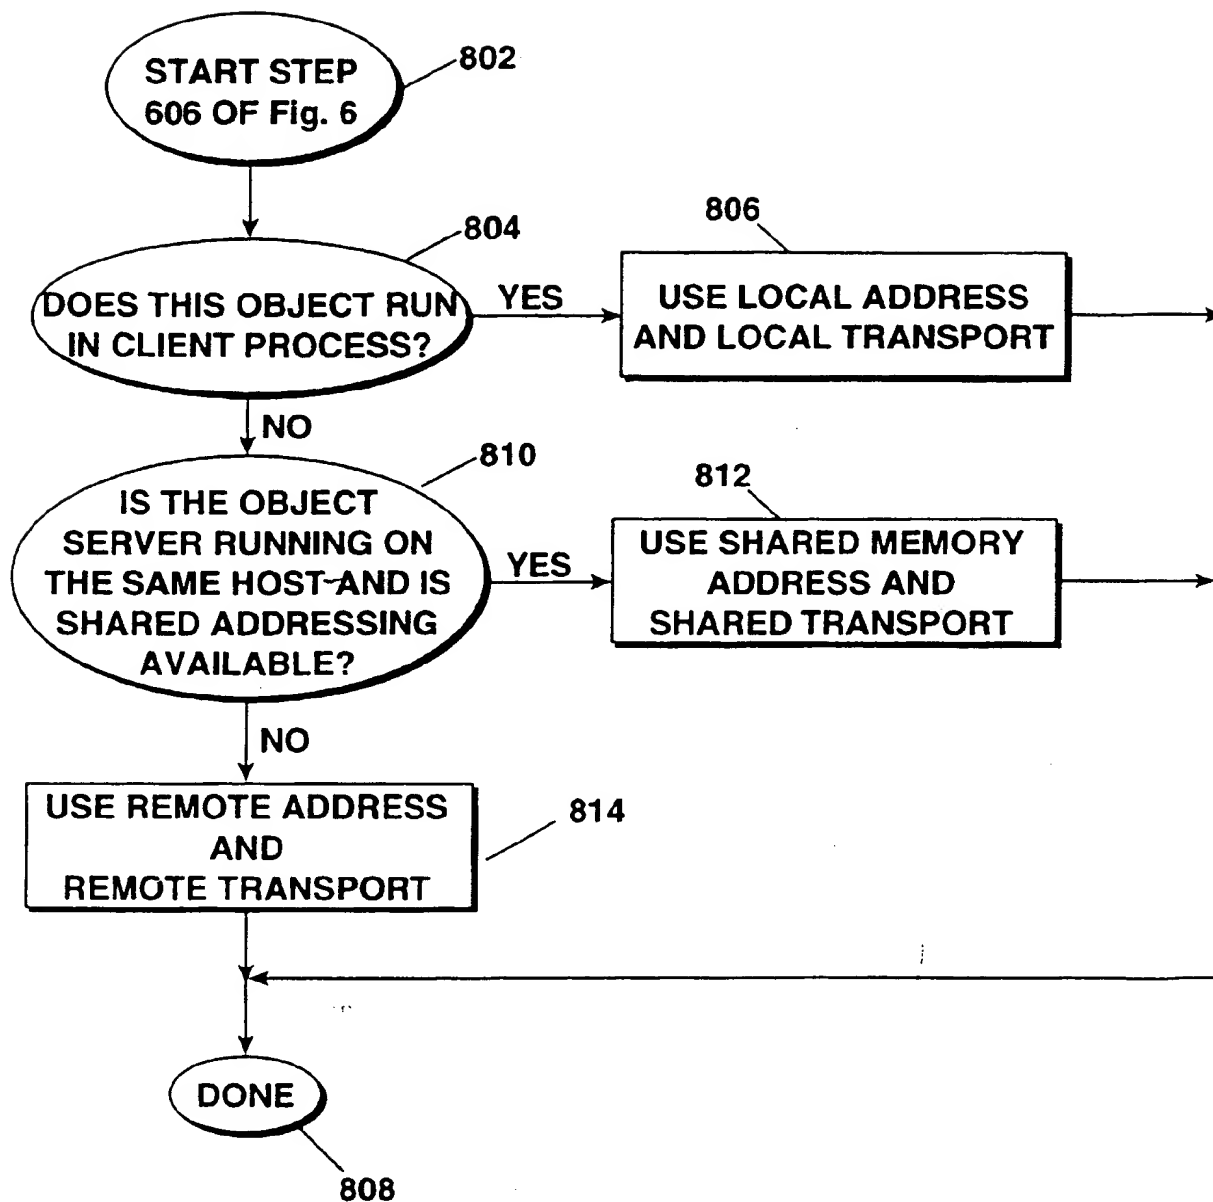 START STEP
606 OF Fig. 6
802
804
DOES THIS OBJECT RUN
IN CLIENT PROCESS?
YES
806
USE LOCAL ADDRESS
AND LOCAL TRANSPORT
NO
810
IS THE OBJECT
SERVER RUNNING ON
THE SAME HOST AND IS
SHARED ADDRESSING
AVAILABLE?
YES
812
USE SHARED MEMORY
ADDRESS AND
SHARED TRANSPORT
NO
USE REMOTE ADDRESS
AND
REMOTE TRANSPORT
814
DONE
808